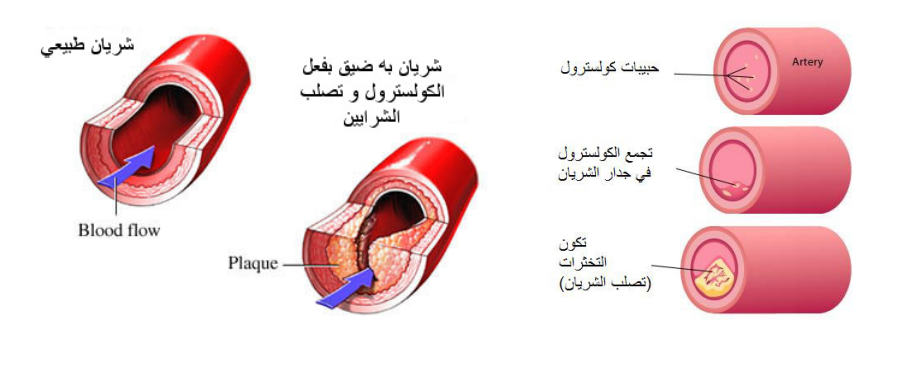 شريان طبيعي
Blood flow
شريان به ضيق بفعل
الكولسترول و تصلب
الشرايين
Plaque
حبيبات كولسترول
Artery
تجمع الكولسترول
في جدار الشريان
تكون
التخثرات
(تصلب الشريان)